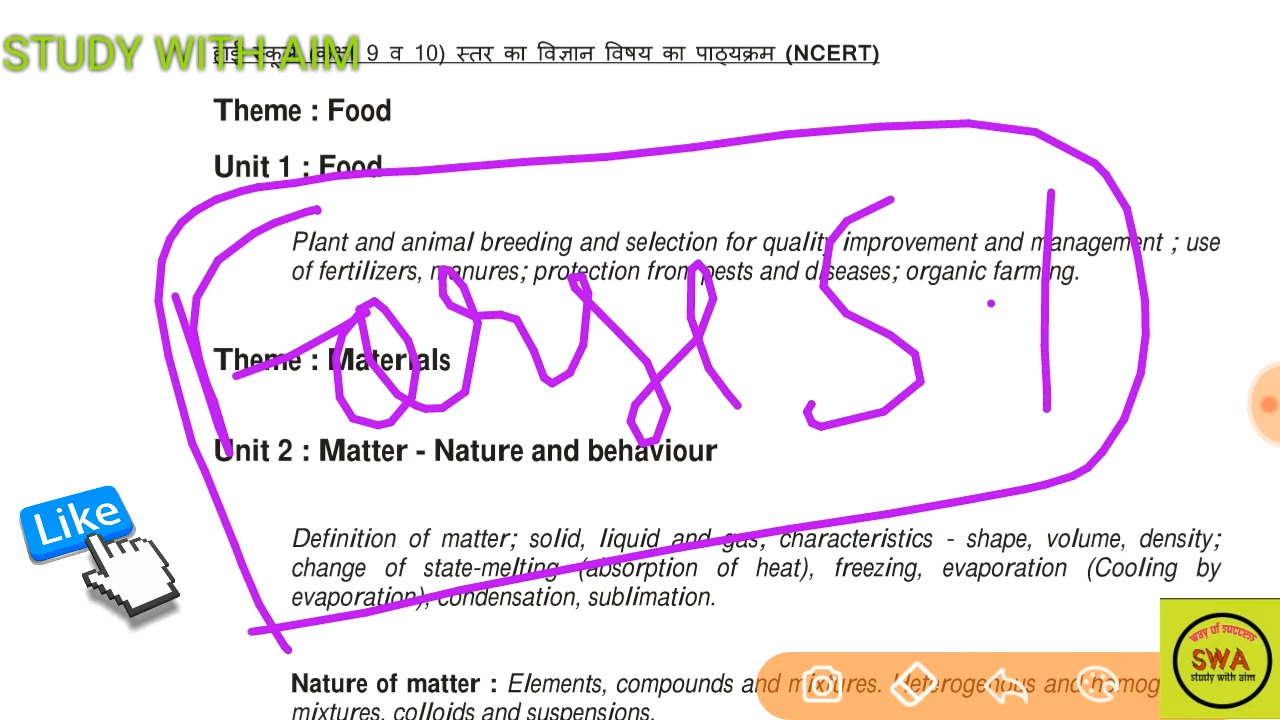 STUDY WITH AIM
हाई स्कूल (कक्षा 9 व 10) स्तर का विज्ञान विषय का पाठ्यक्रम (NCERT)
Theme : Food
Unit 1 : Food
Plant and animal breeding and selection for quality improvement and management ; use
of fertilizers, manures; protection from pests and diseases; organic farming.
Theme : Materials
Unit 2 : Matter - Nature and behaviour
Like
Definition of matter; solid, liquid and gas; characteristics - shape, volume, density;
change of state-melting (absorption of heat), freezing, evaporation (Cooling by
evaporation), condensation, sublimation.
Nature of matter : Elements, compounds and mixtures. Heterogenous and homog
mixtures, colloids and suspensions.
way of success
SWA
study with aim